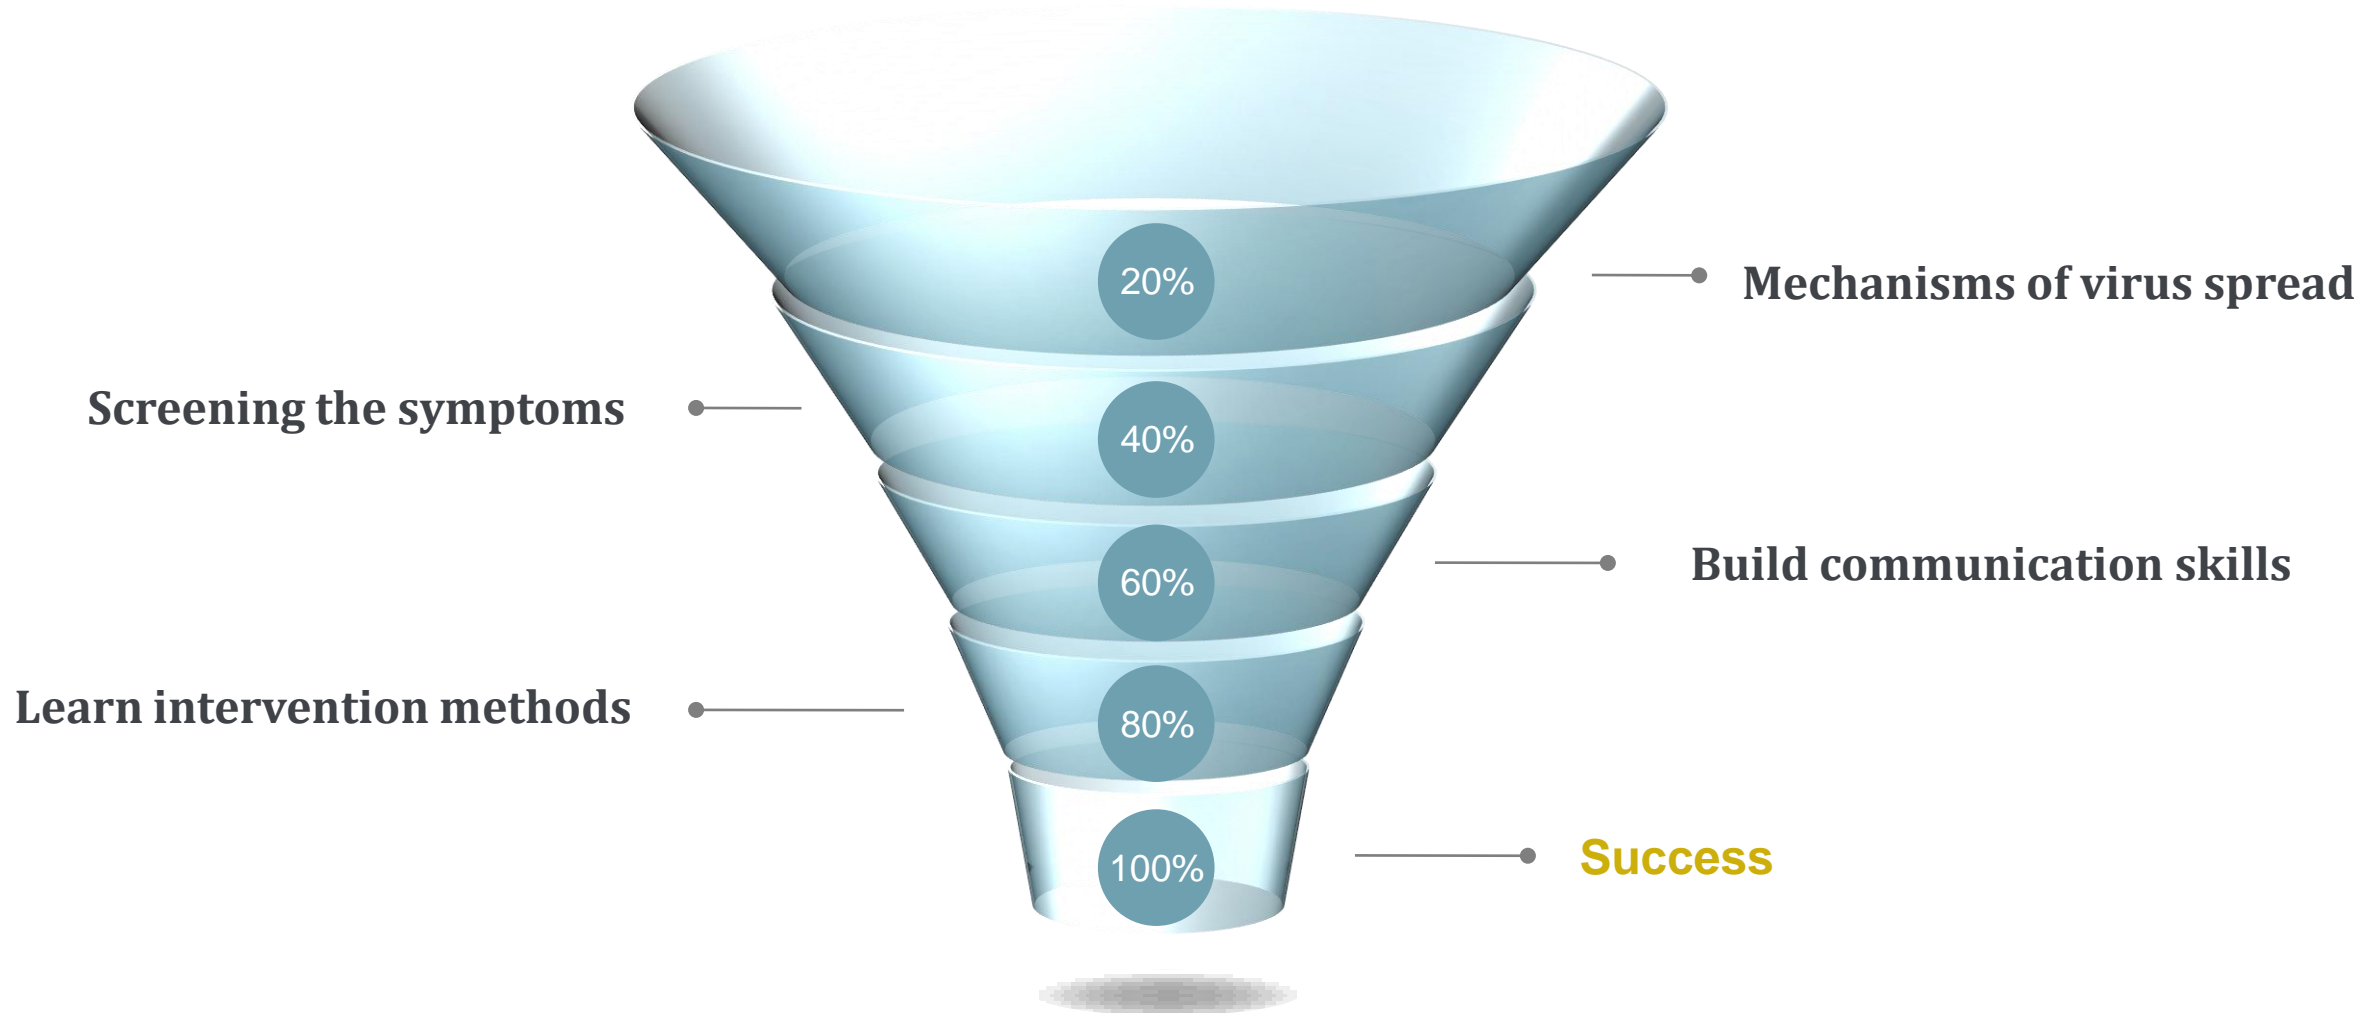 20%
Mechanisms of virus spread
Screening the symptoms
40%
60%
Build communication skills
Learn intervention methods
80%
100%
Success